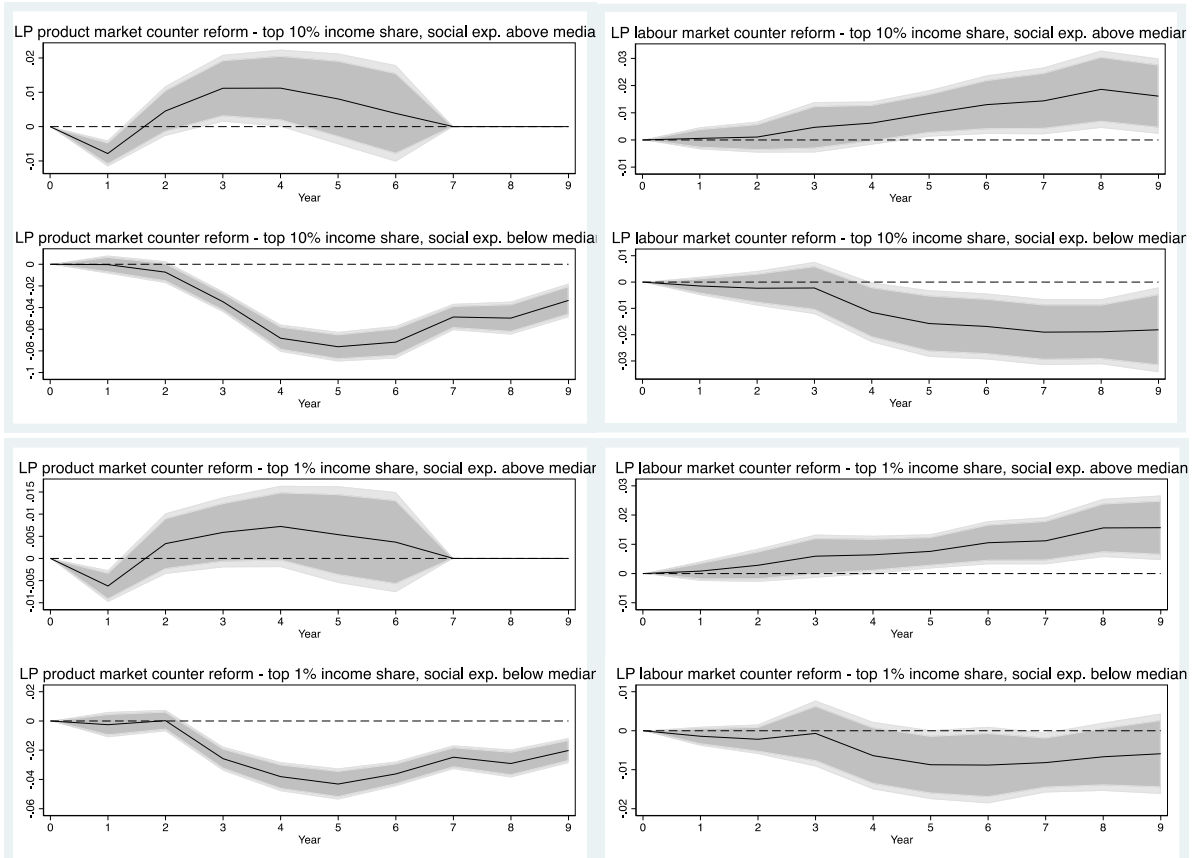 LP product market counter reform - top 10% income share, social exp. above media
.02
.01
0
-.01
0 1 2 3 4 5 6 7 8 9
Year
LP product market counter reform - top 10% income share, social exp. below media
0
-.02
-.04
-.06
-.08
-.1
0 1 2 3 4 5 6 7 8 9
Year
LP labour market counter reform - top 10% income share, social exp. above median
.03
.02
.01
0
-.01
0 1 2 3 4 5 6 7 8 9
Year
LP labour market counter reform - top 10% income share, social exp. below median
.01
0
-.01
-.02
-.03
0 1 2 3 4 5 6 7 8 9
Year
LP product market counter reform - top 1% income share, social exp. above median
.015
.01
.005
0
-.005
-.01
0 1 2 3 4 5 6 7 8 9
Year
LP product market counter reform - top 1% income share, social exp. below median
.02
0
-.02
-.04
-.06
0 1 2 3 4 5 6 7 8 9
Year
LP labour market counter reform - top 1% income share, social exp. above median
.03
.02
.01
0
-.01
0 1 2 3 4 5 6 7 8 9
Year
LP labour market counter reform - top 1% income share, social exp. below median
.01
0
-.01
-.02
0 1 2 3 4 5 6 7 8 9
Year